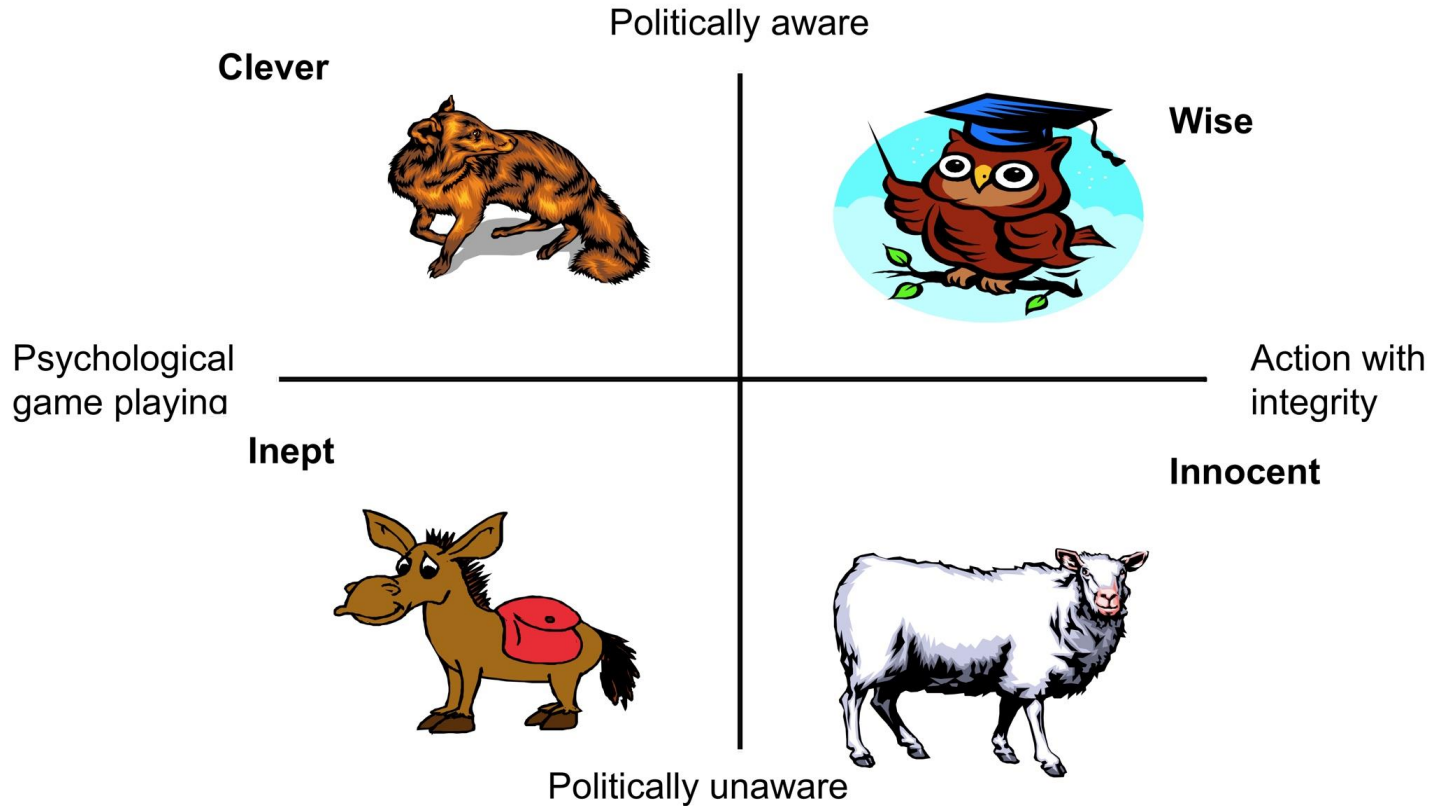 Politically aware
Clever
Wise
Psychological
game playing
Action with
integrity
Inept
Innocent
Politically unaware